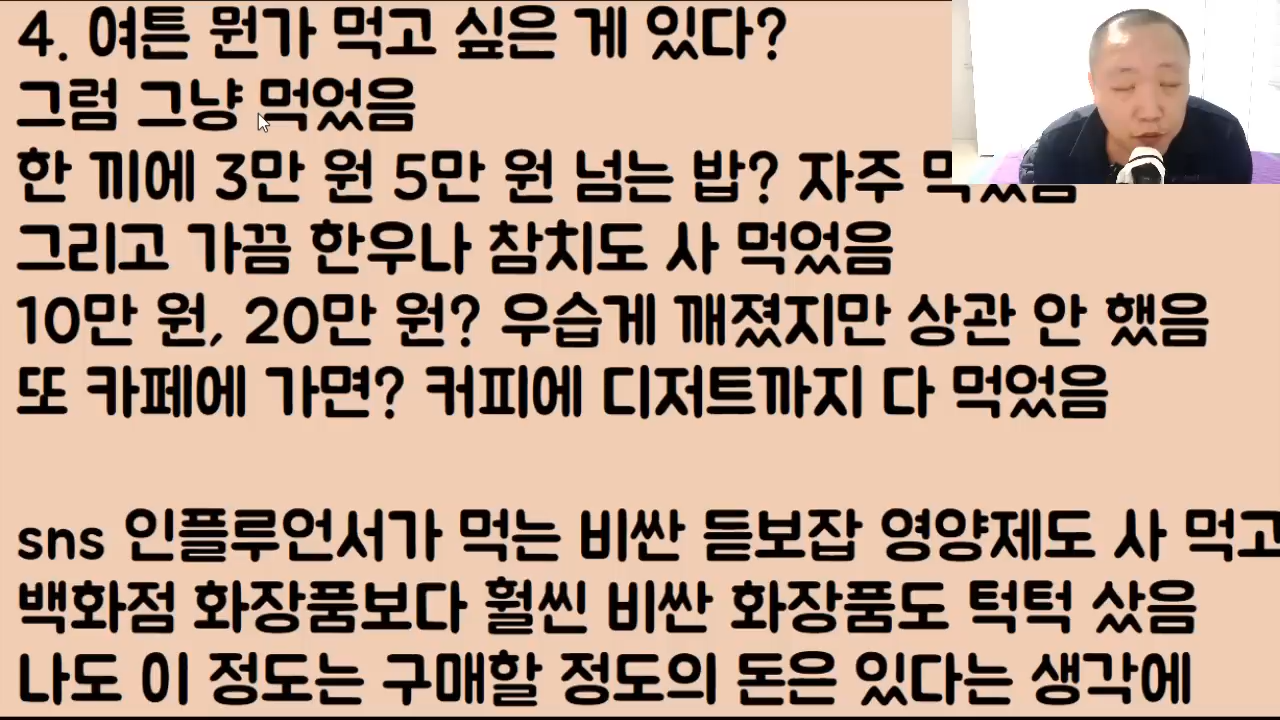 4. 여튼 뭔가 먹고 싶은 게 있다?
그럼 그냥 먹었음
한 끼에 3만 원 5만 원 넘는 밥? 자주 먹었음
그리고 가끔 한우나 참치도 사 먹었음
10만 원, 20만 원? 우습게 깨졌지만 상관 안 했음
또 카페에 가면? 커피에 디저트까지 다 먹었음
sns 인플루언서가 먹는 비싼 듣보잡 영양제도 사 먹고
백화점 화장품보다 훨씬 비싼 화장품도 턱턱 샀음
나도 이 정도는 구매할 정도의 돈은 있다는 생각에